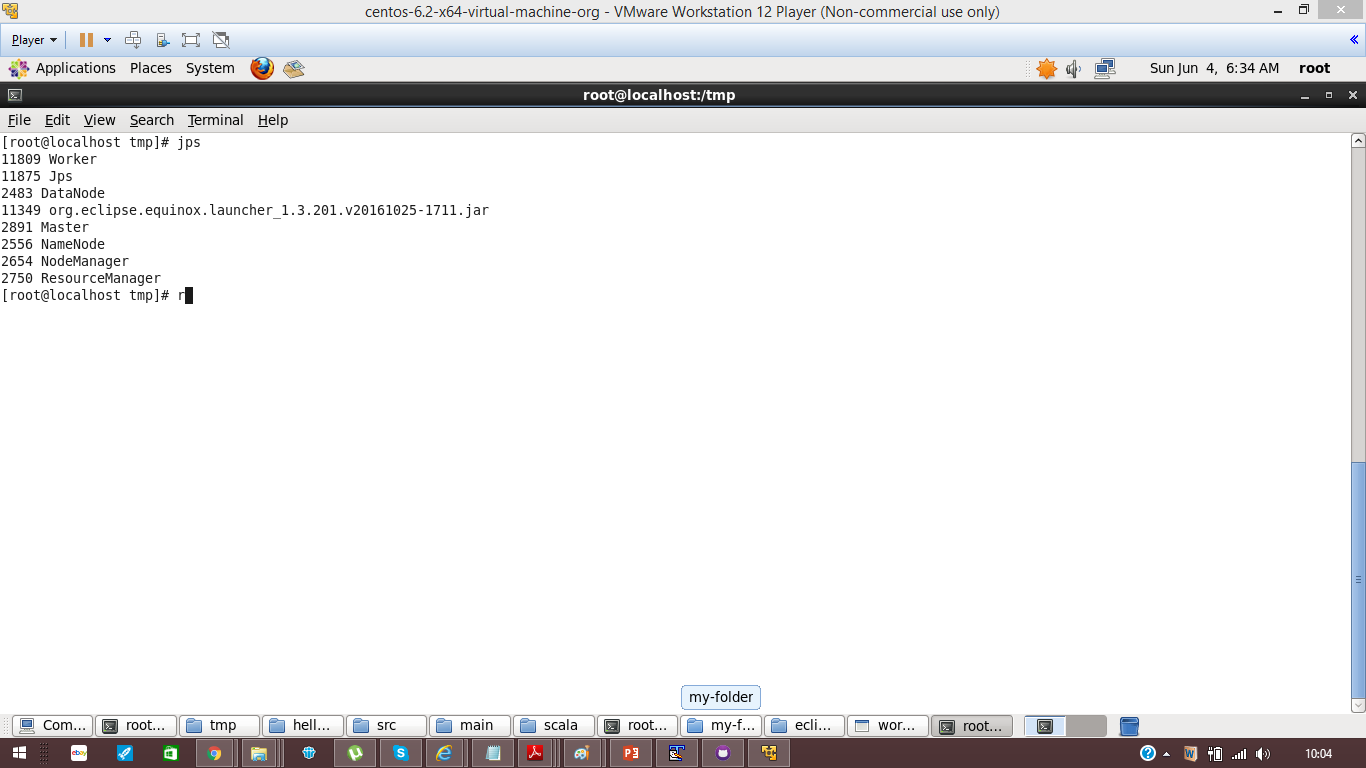 centos-6.2-x64-virtual-machine-org - VMware Workstation 12 Player (Non-commercial use only)
Player
Applications Places System Sun Jun 4, 6:34 AM root
root@localhost:/tmp
File Edit View Search Terminal Help
[root@localhost tmp]# jps
11809 Worker
11875 Jps
2483 DataNode
11349 org.eclipse.equinox.launcher_1.3.201.v20161025-1711.jar
2891 Master
2556 NameNode
2654 NodeManager
2750 ResourceManager
[root@localhost tmp]# r
my-folder
Com... root... tmp hell... src main scala root... my-f... ecli... wor... root...
ebay 10:04